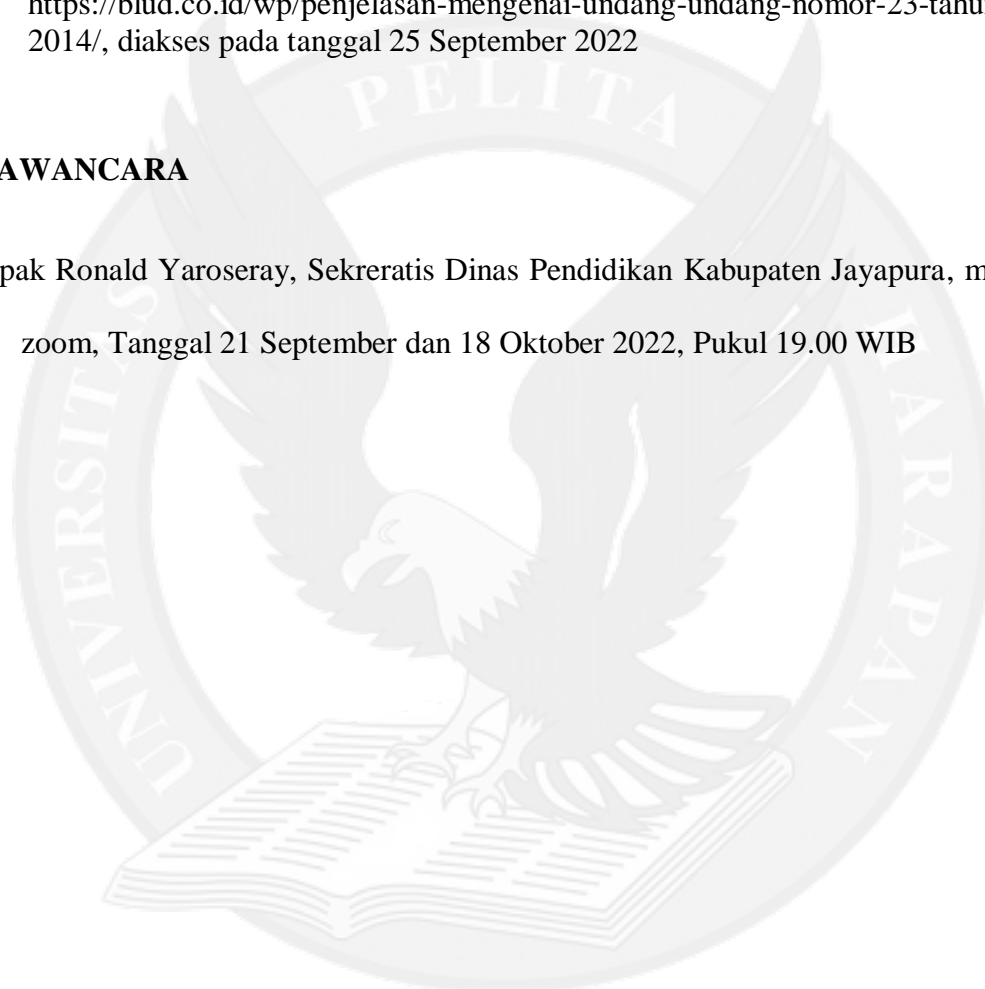 https://blud.co.id/wp/penjelasan-mengenai-undang-undang-nomor-23-tahu
2014/, diakses pada tanggal 25 September 2022
AWANCARA
pak Ronald Yaroseray, Sekreratis Dinas Pendidikan Kabupaten Jayapura, m
zoom, Tanggal 21 September dan 18 Oktober 2022, Pukul 19.00 WIB
UNIVERSITAS PELITA HARAPAN